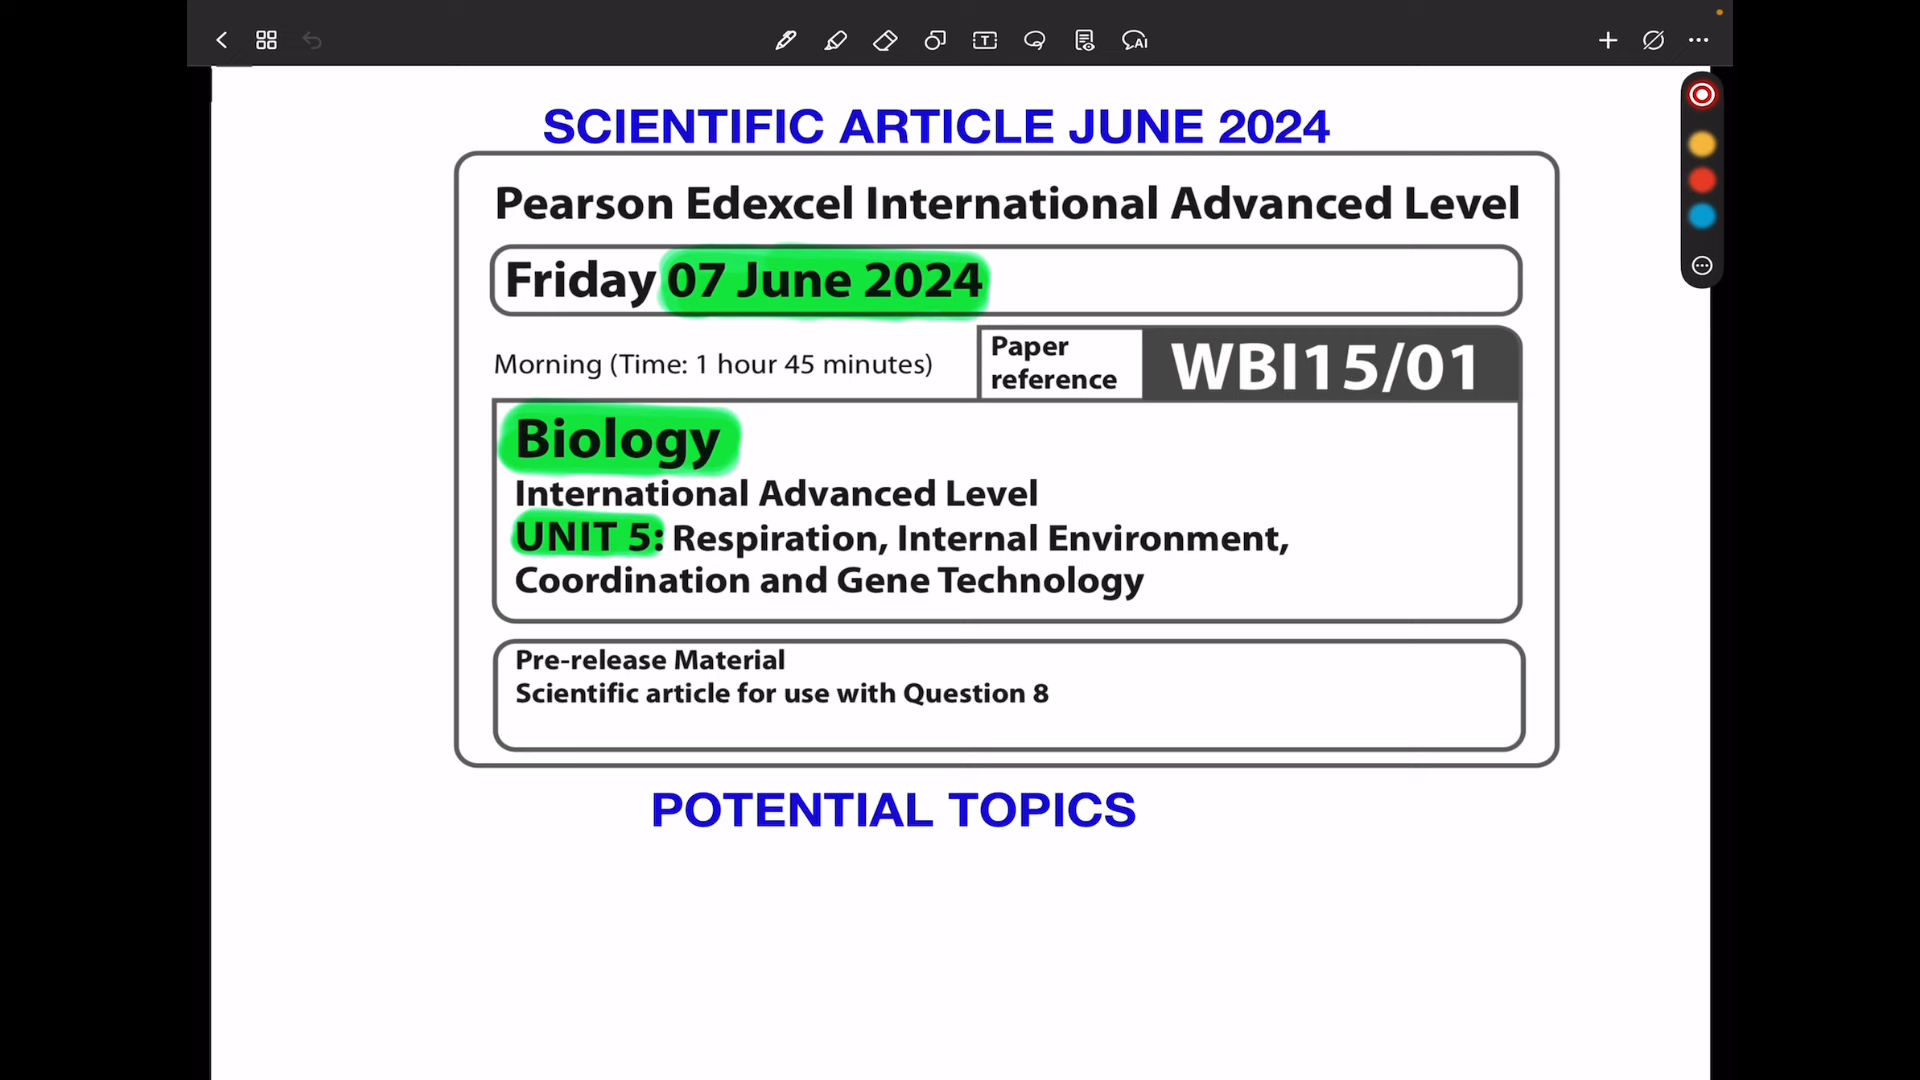 SCIENTIFIC ARTICLE JUNE 2024
Pearson Edexcel International Advanced Level
Friday 07 June 2024
Morning (Time: 1 hour 45 minutes)
Paper
reference
WBI15/01
Biology
International Advanced Level
UNIT 5: Respiration, Internal Environment,
Coordination and Gene Technology
Pre-release Material
Scientific article for use with Question 8
POTENTIAL TOPICS
T
AI